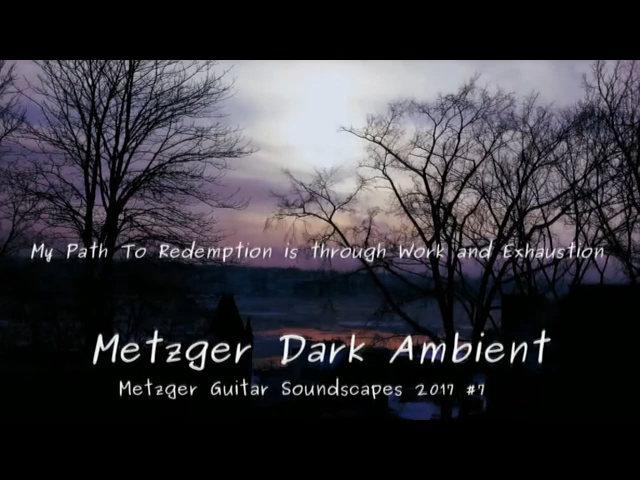 My Path To Redemption is through Work and Exhaustion
Metzger Dark Ambient
Metzger Guitar Soundscapes 2017 #7